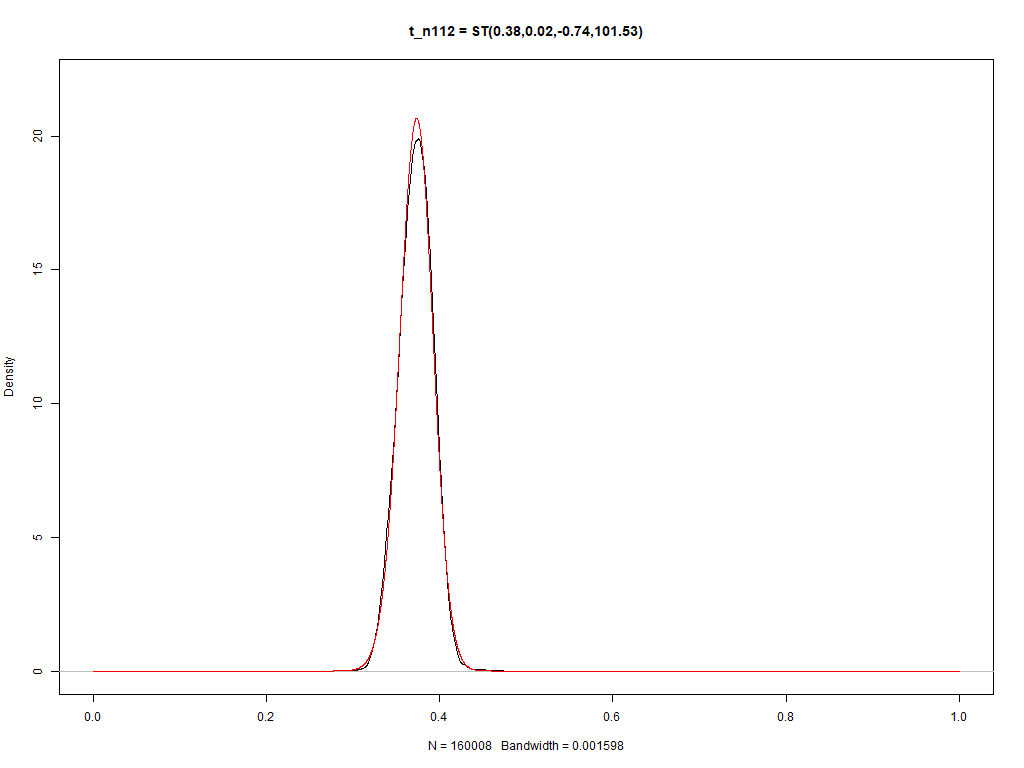 t_n112 = ST(0.38,0.02,-0.74,101.53)
Density
20
15
10
5
0
0.0 0.2 0.4 0.6 0.8 1.0
N = 160008 Bandwidth = 0.001598